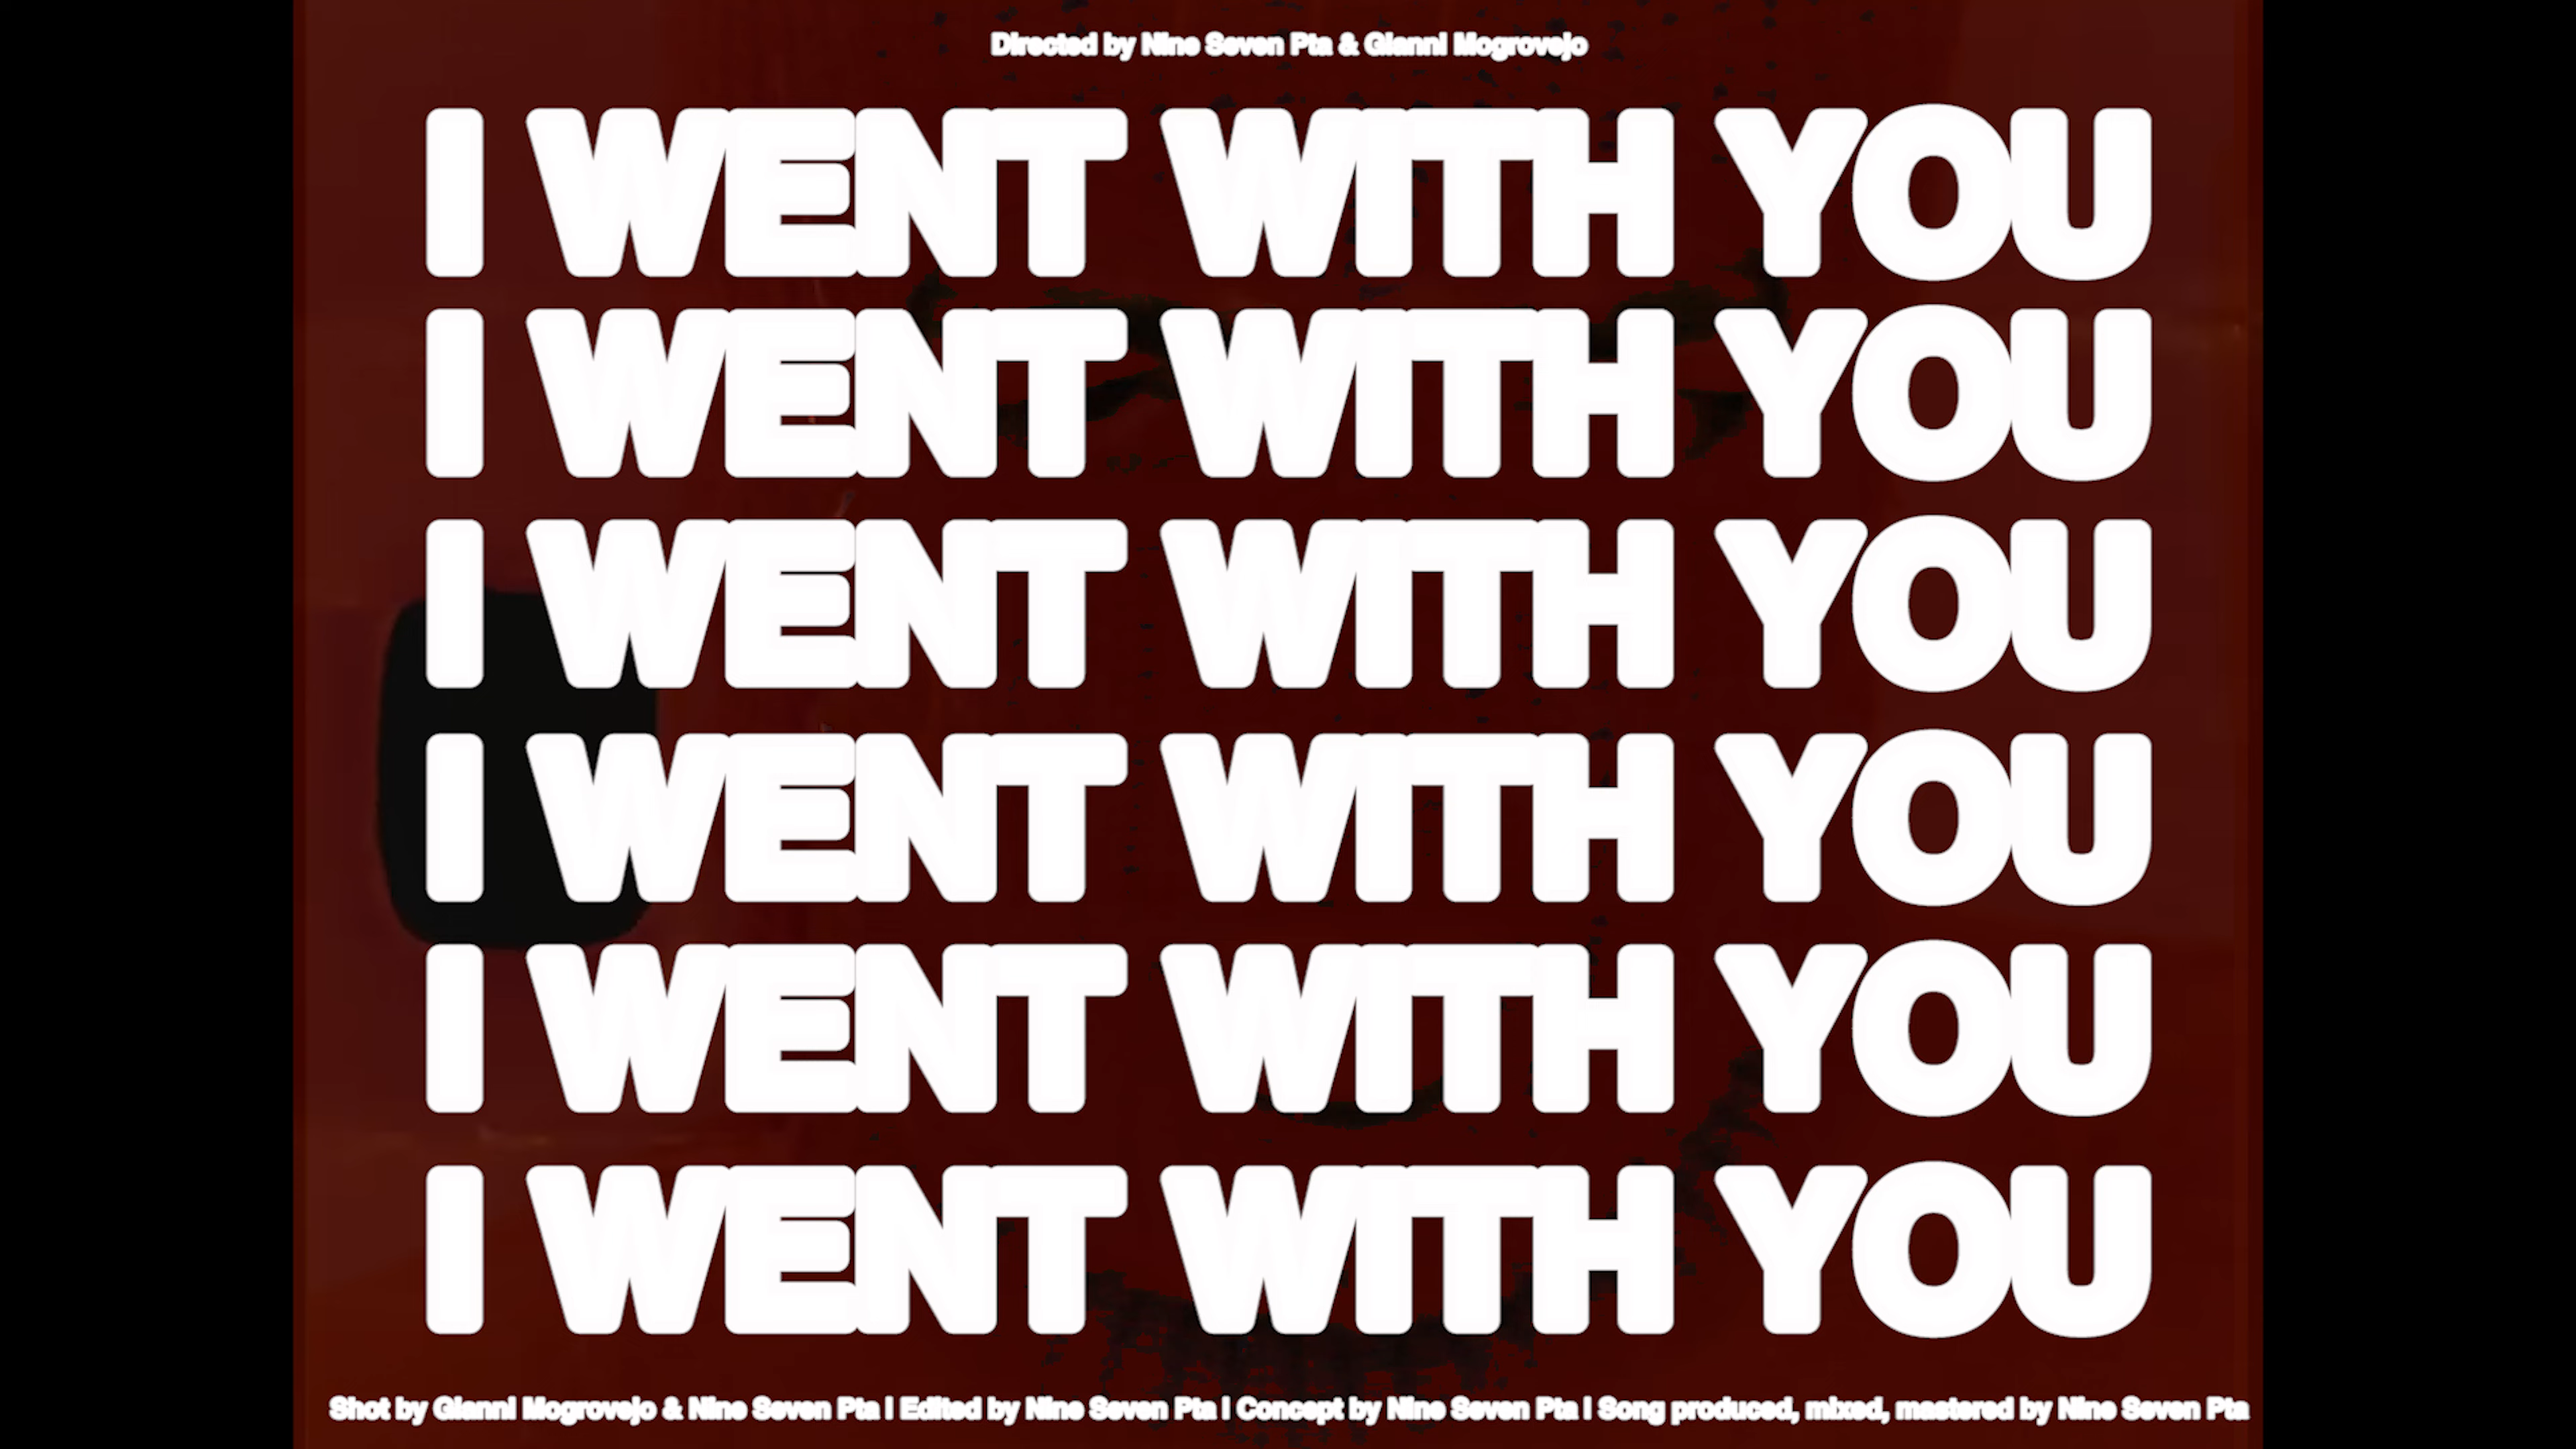 Directed by Nine Seven Pta & Gianni Mogrovejo
I WENT WITH YOU
I WENT WITH YOU
I WENT WITH YOU
I WENT WITH YOU
I WENT WITH YOU
I WENT WITH YOU
Shot by Gianni Mogrovejo & Nine Seven Pta | Edited by Nine Seven Pta | Concept by Nine Seven Pta | Song produced, mixed, mastered by Nine Seven Pta